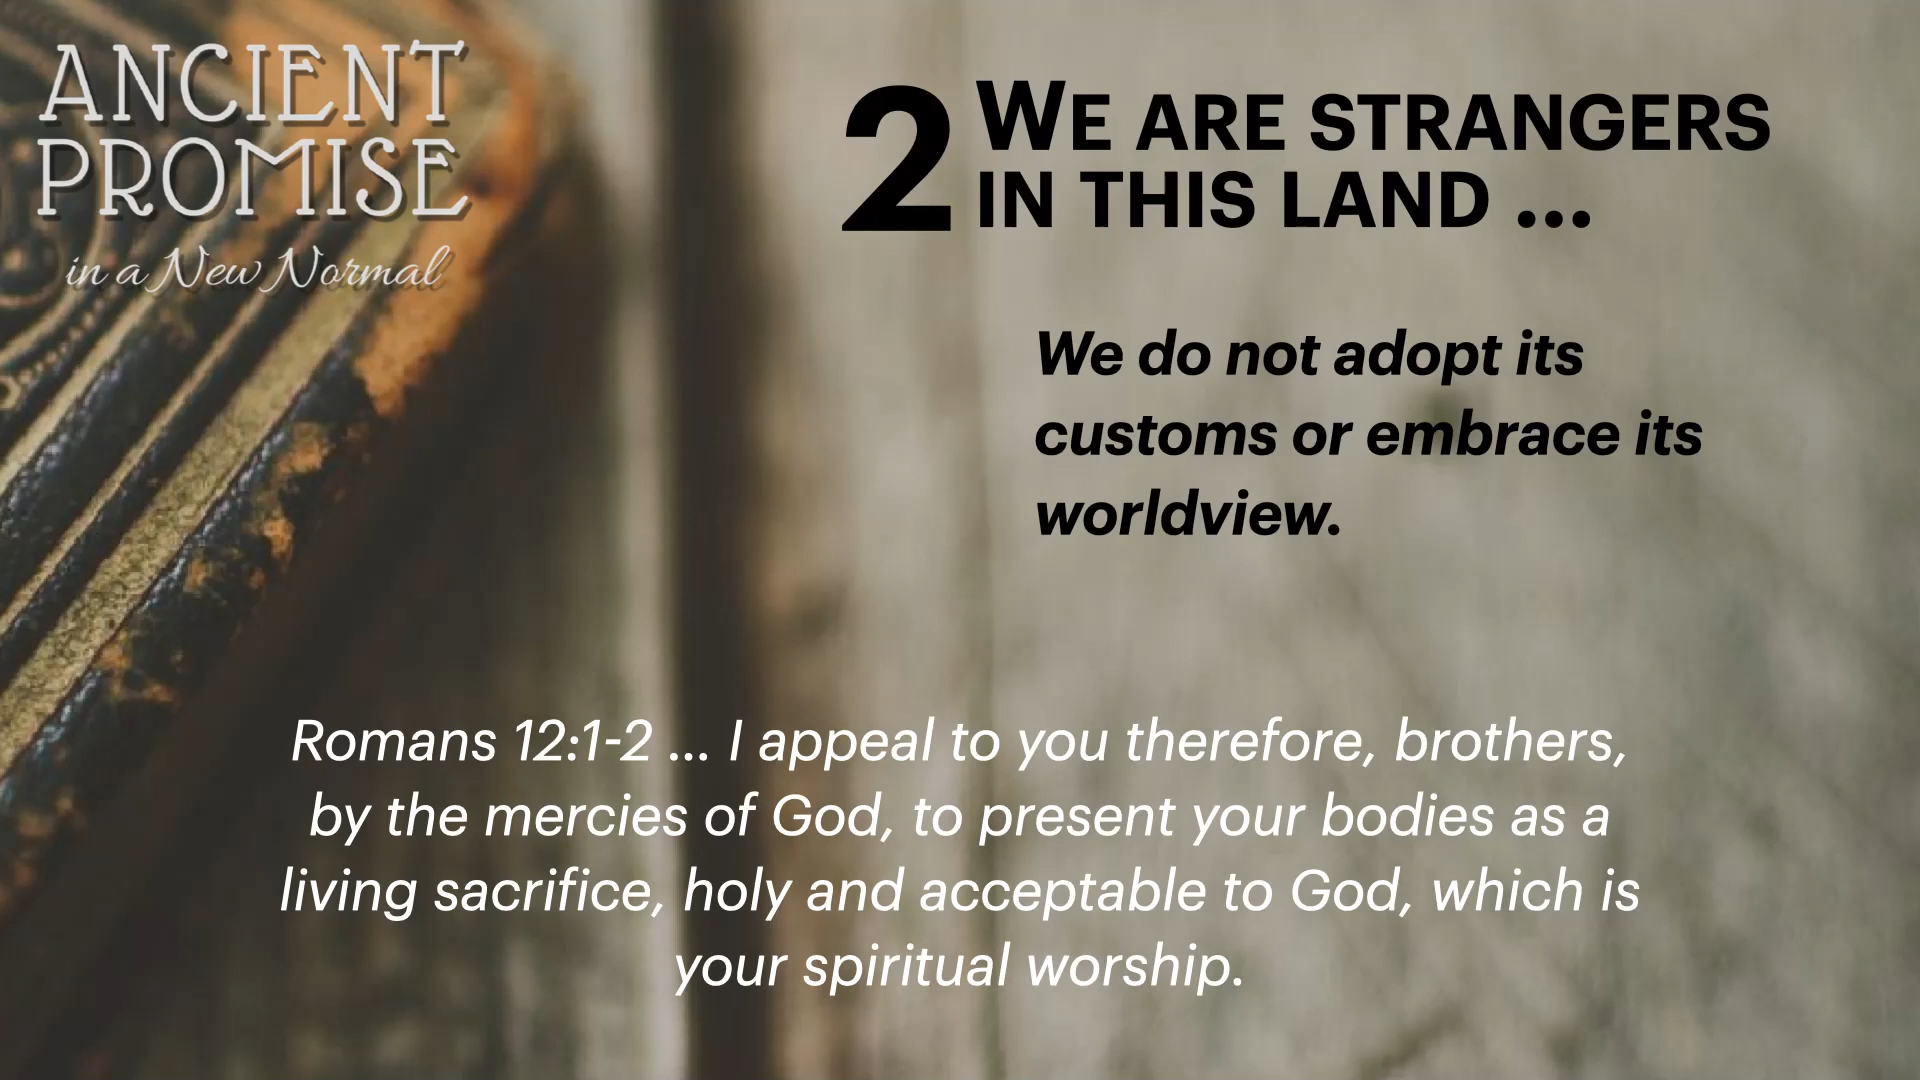 ANCIENT
PROMISE
in a New Normal
2 WE ARE STRANGERS
IN THIS LAND ...
We do not adopt its
customs or embrace its
worldview.
Romans 12:1-2 ... I appeal to you therefore, brothers,
by the mercies of God, to present your bodies as a
living sacrifice, holy and acceptable to God, which is
your spiritual worship.